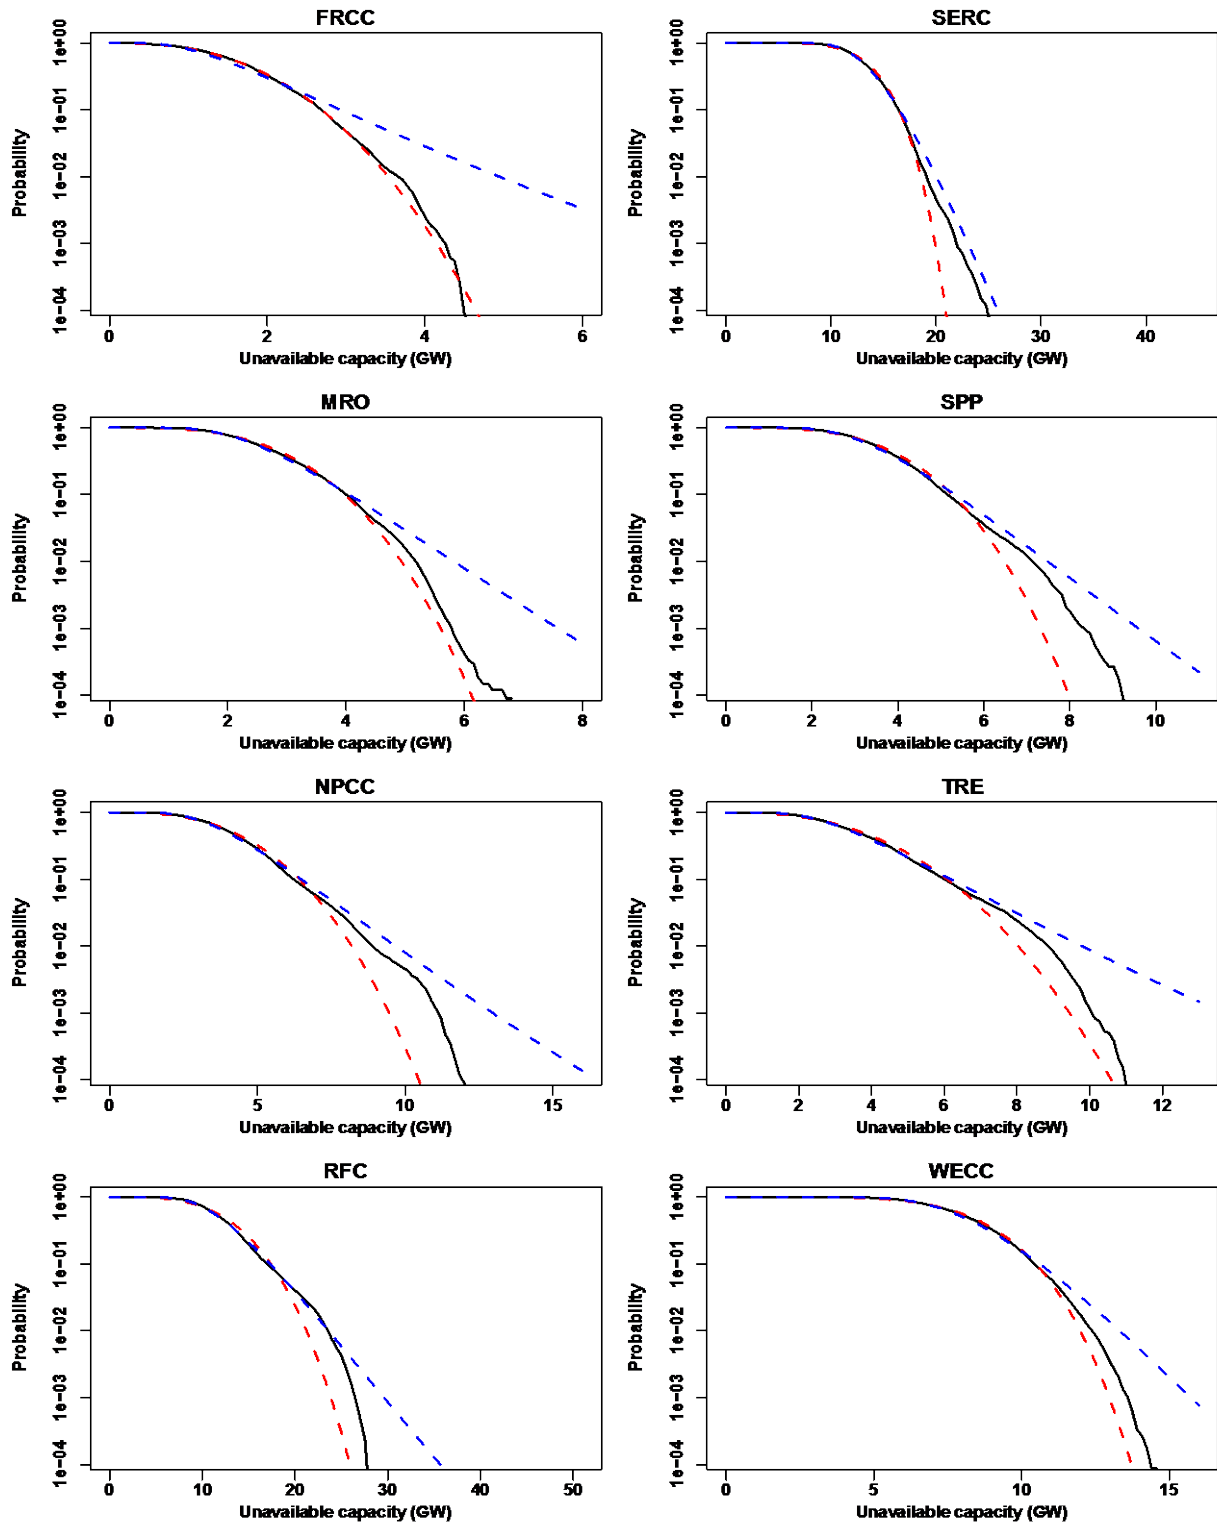 FRCC
Probability
1e+00
1e-01
1e-02
1e-03
1e-04
0 2 4 6
Unavailable capacity (GW)
SERC
Probability
1e+00
1e-01
1e-02
1e-03
1e-04
0 10 20 30 40
Unavailable capacity (GW)
MRO
Probability
1e+00
1e-01
1e-02
1e-03
1e-04
0 2 4 6 8
Unavailable capacity (GW)
SPP
Probability
1e+00
1e-01
1e-02
1e-03
1e-04
0 2 4 6 8 10
Unavailable capacity (GW)
NPCC
Probability
1e+00
1e-01
1e-02
1e-03
1e-04
0 5 10 15
Unavailable capacity (GW)
TRE
Probability
1e+00
1e-01
1e-02
1e-03
1e-04
0 2 4 6 8 10 12
Unavailable capacity (GW)
RFC
Probability
1e+00
1e-01
1e-02
1e-03
1e-04
0 10 20 30 40 50
Unavailable capacity (GW)
WECC
Probability
1e+00
1e-01
1e-02
1e-03
1e-04
0 5 10 15
Unavailable capacity (GW)